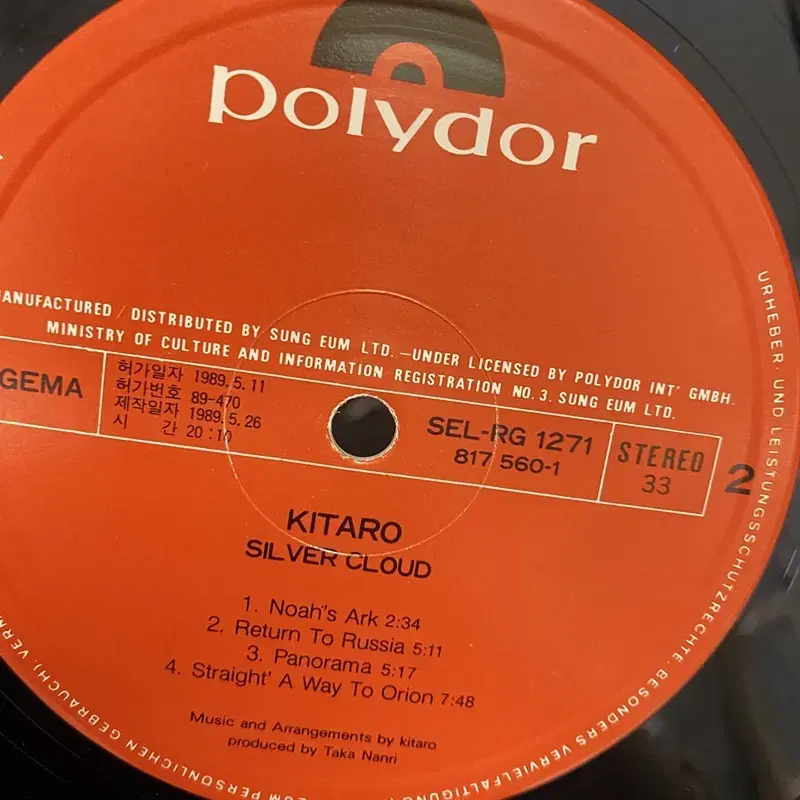 polydor
MANUFACTURED / DISTRIBUTED BY SUNG EUM LTD. —UNDER LICENSED BY POLYDOR INT' GMBH.
MINISTRY OF CULTURE AND INFORMATION REGISTRATION NO. 3. SUNG EUM LTD.
GEMA
허가일자 1989. 5. 11
허가번호 89-470
제작일자 1989. 5. 26
시 간 20 : 10
SEL-RG 1271
817 560-1
STEREO
33
2
KITARO
SILVER CLOUD
1. Noah's Ark 2:34
2. Return To Russia 5:11
3. Panorama 5:17
4. Straight' A Way To Orion 7:48
Music and Arrangements by kitaro
produced by Taka Nanri
URHEBER- UND LEISTUNGSSCHUTZRECHTE, BESONDERS VERVIELFÄLTIGUNG
ZUM PERSÖNLICHEN GEBRAUCH),